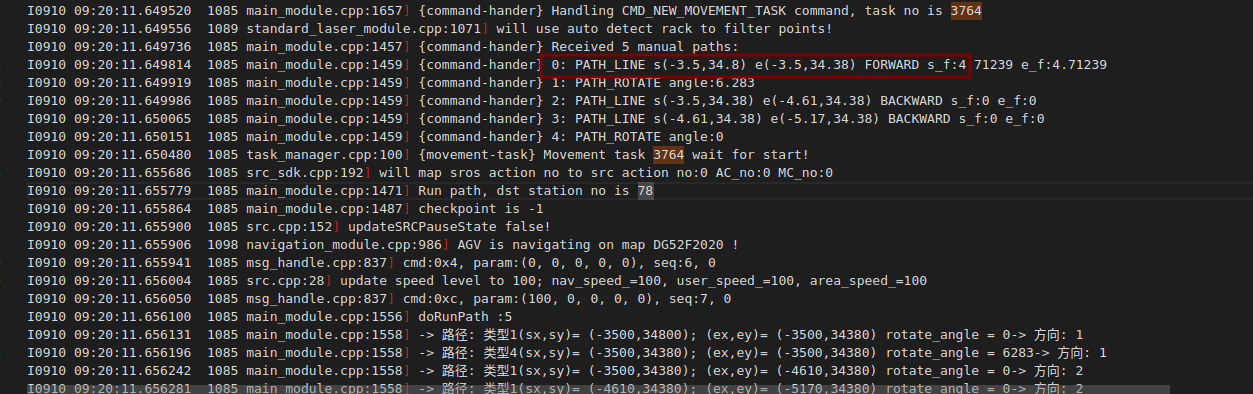 I0910 09:20:11.649520  1085 main_module.cpp:1657] {command-hander} Handling CMD_NEW_MOVEMENT_TASK command, task no is 3764
I0910 09:20:11.649556  1089 standard_laser_module.cpp:1071] will use auto detect rack to filter points!
I0910 09:20:11.649736  1085 main_module.cpp:1457] {command-hander} Received 5 manual paths:
I0910 09:20:11.649814  1085 main_module.cpp:1459] {command-hander} 0: PATH_LINE s(-3.5,34.8) e(-3.5,34.38) FORWARD s_f:4.71239 e_f:4.71239
I0910 09:20:11.649919  1085 main_module.cpp:1459] {command-hander} 1: PATH_ROTATE angle:6.283
I0910 09:20:11.649986  1085 main_module.cpp:1459] {command-hander} 2: PATH_LINE s(-3.5,34.38) e(-4.61,34.38) BACKWARD s_f:0 e_f:0
I0910 09:20:11.650065  1085 main_module.cpp:1459] {command-hander} 3: PATH_LINE s(-4.61,34.38) e(-5.17,34.38) BACKWARD s_f:0 e_f:0
I0910 09:20:11.650151  1085 main_module.cpp:1459] {command-hander} 4: PATH_ROTATE angle:0
I0910 09:20:11.650480  1085 task_manager.cpp:100] {movement-task} Movement task 3764 wait for start!
I0910 09:20:11.655686  1085 src_sdk.cpp:192] will map sros action no to src action no:0 AC_no:0 MC_no:0
I0910 09:20:11.655779  1085 main_module.cpp:1471] Run path, dst station no is 78
I0910 09:20:11.655864  1085 main_module.cpp:1487] checkpoint is -1
I0910 09:20:11.655900  1085 src.cpp:152] updateSRCPauseState false!
I0910 09:20:11.655906  1098 navigation_module.cpp:986] AGV is navigating on map DG52F2020 !
I0910 09:20:11.655941  1085 msg_handle.cpp:837] cmd:0x4, param:(0, 0, 0, 0, 0), seq:6, 0
I0910 09:20:11.656004  1085 src.cpp:28] update speed level to 100; nav_speed_=100, user_speed_=100, area_speed_=100
I0910 09:20:11.656050  1085 msg_handle.cpp:837] cmd:0xc, param:(100, 0, 0, 0, 0), seq:7, 0
I0910 09:20:11.656100  1085 main_module.cpp:1556] doRunPath :5
I0910 09:20:11.656131  1085 main_module.cpp:1558] -> 路径: 类型1(sx,sy)= (-3500,34800); (ex,ey)= (-3500,34380) rotate_angle = 0-> 方向: 1
I0910 09:20:11.656196  1085 main_module.cpp:1558] -> 路径: 类型4(sx,sy)= (-3500,34380); (ex,ey)= (-3500,34380) rotate_angle = 6283-> 方向: 1
I0910 09:20:11.656242  1085 main_module.cpp:1558] -> 路径: 类型1(sx,sy)= (-3500,34380); (ex,ey)= (-4610,34380) rotate_angle = 0-> 方向: 2
I0910 09:20:11.656281  1085 main_module.cpp:1558] -> 路径: 类型1(sx,sy)= (-4610,34380); (ex,ey)= (-5170,34380) rotate_angle = 0-> 方向: 2